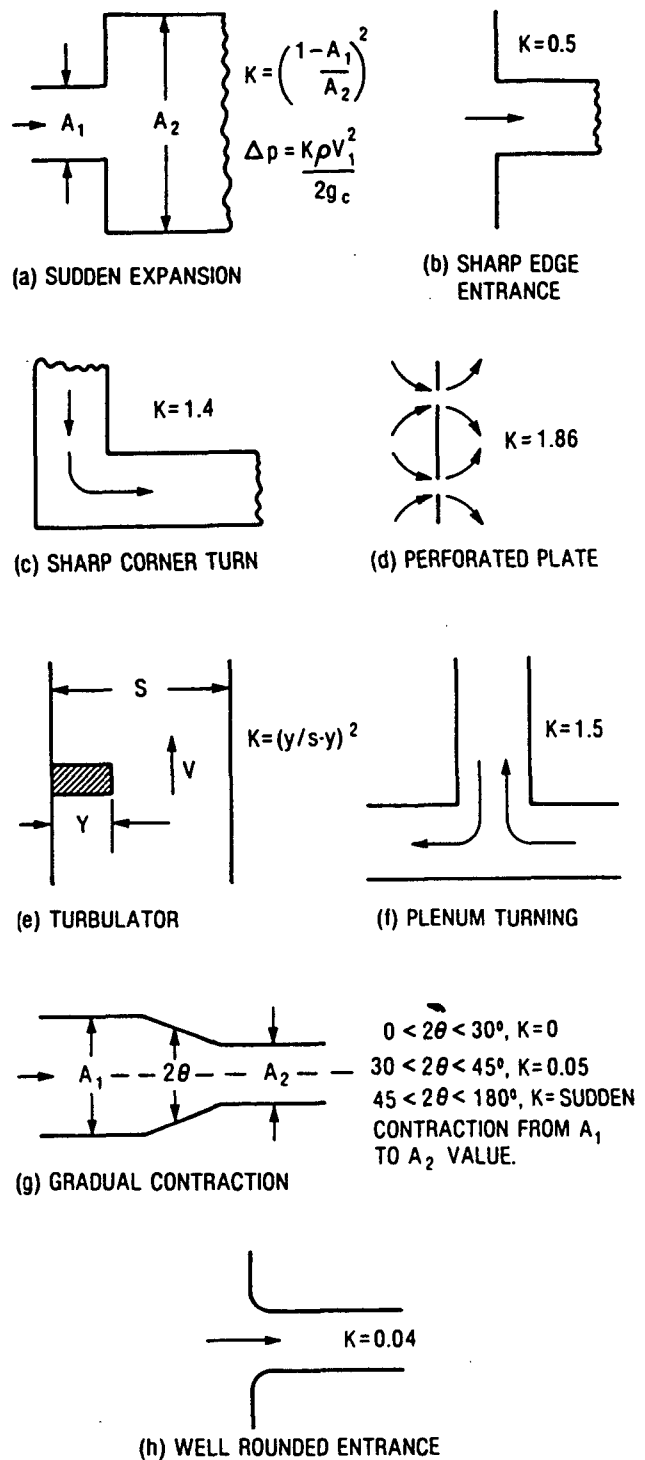 A₁
A₂
K = (1 - A₁ / A₂)²
Δp = KρV₁² / 2g_c
(a) SUDDEN EXPANSION
K=0.5
(b) SHARP EDGE
ENTRANCE
K=1.4
(c) SHARP CORNER TURN
K=1.86
(d) PERFORATED PLATE
S
V
Y
K=(y/s-y)²
(e) TURBULATOR
K=1.5
(f) PLENUM TURNING
A₁
2θ
A₂
0 < 2θ < 30°, K=0
30 < 2θ < 45°, K=0.05
45 < 2θ < 180°, K=SUDDEN
CONTRACTION FROM A₁
TO A₂ VALUE.
(g) GRADUAL CONTRACTION
K=0.04
(h) WELL ROUNDED ENTRANCE